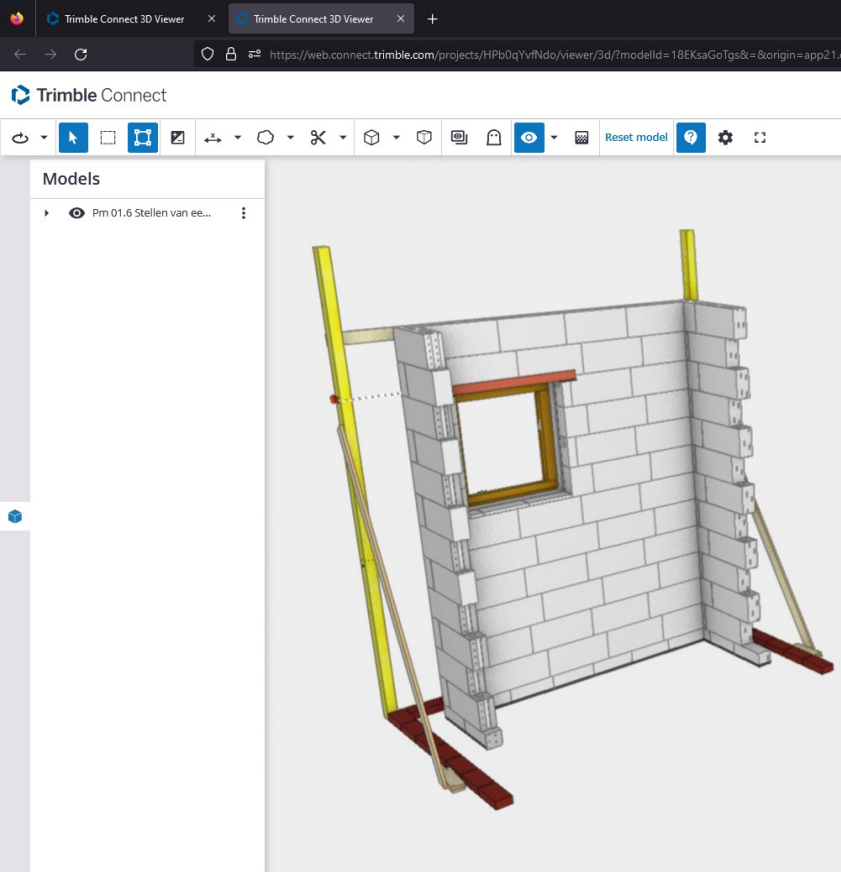 Trimble Connect 3D Viewer
Trimble Connect 3D Viewer
https://web.connect.trimble.com/projects/HPb0qYvfNdo/viewer/3d/?modelId=18EKsaGoTgs&=&origin=app21.
Trimble Connect
Reset model
Models
Pm 01.6 Stellen van ee...